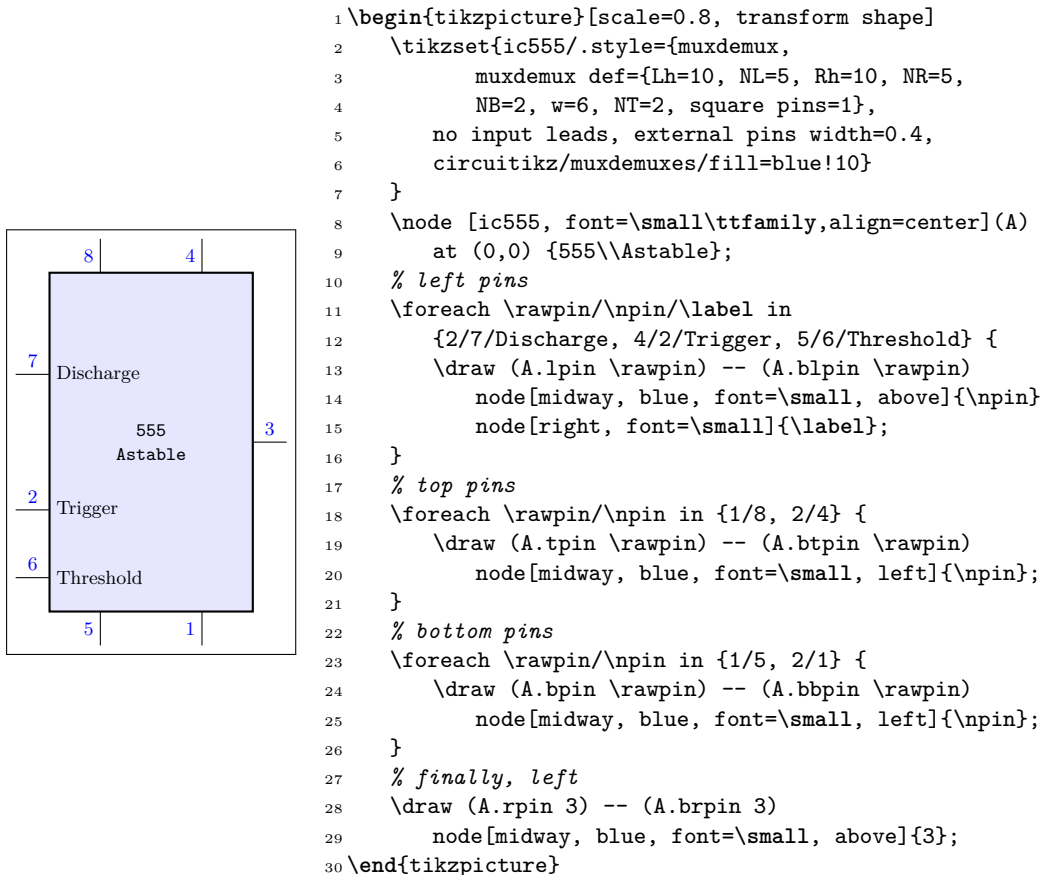 8 4
7
Discharge
555
3
Astable
2
Trigger
6
Threshold
5 1
1 \begin{tikzpicture}[scale=0.8, transform shape]
2 \tikzset{ic555/.style={muxdemux,
3 muxdemux def={Lh=10, NL=5, Rh=10, NR=5,
4 NB=2, w=6, NT=2, square pins=1},
5 no input leads, external pins width=0.4,
6 circuitikz/muxdemuxes/fill=blue!10}
7 }
8 \node [ic555, font=\small\ttfamily,align=center](A)
9 at (0,0) {555\\Astable};
10 % left pins
11 \foreach \rawpin/\npin/\label in
12 {2/7/Discharge, 4/2/Trigger, 5/6/Threshold} {
13 \draw (A.lpin \rawpin) -- (A.blpin \rawpin)
14 node[midway, blue, font=\small, above]{\npin}
15 node[right, font=\small]{\label};
16 }
17 % top pins
18 \foreach \rawpin/\npin in {1/8, 2/4} {
19 \draw (A.tpin \rawpin) -- (A.btpin \rawpin)
20 node[midway, blue, font=\small, left]{\npin};
21 }
22 % bottom pins
23 \foreach \rawpin/\npin in {1/5, 2/1} {
24 \draw (A.bpin \rawpin) -- (A.bbpin \rawpin)
25 node[midway, blue, font=\small, left]{\npin};
26 }
27 % finally, left
28 \draw (A.rpin 3) -- (A.brpin 3)
29 node[midway, blue, font=\small, above]{3};
30 \end{tikzpicture}